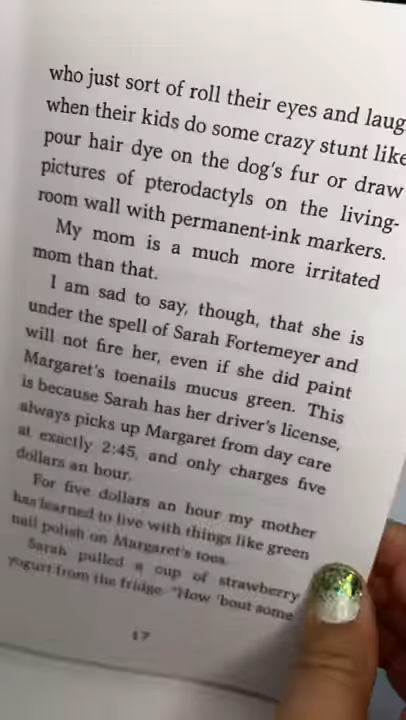 who just sort of roll their eyes and laug
when their kids do some crazy stunt like
pour hair dye on the dog's fur or draw
pictures of pterodactyls on the living-
room wall with permanent-ink markers.
My mom is a much more irritated
mom than that.
I am sad to say, though, that she is
under the spell of Sarah Fortemeyer and
will not fire her, even if she did paint
Margaret's toenails mucus green. This
is because Sarah has her driver's license,
always picks up Margaret from day care
at exactly 2:45, and only charges five
dollars an hour.
For five dollars an hour my mother
has learned to live with things like green
nail polish on Margaret's toes.
Sarah pulled a cup of strawberry
yogurt from the fridge. "How 'bout some
17